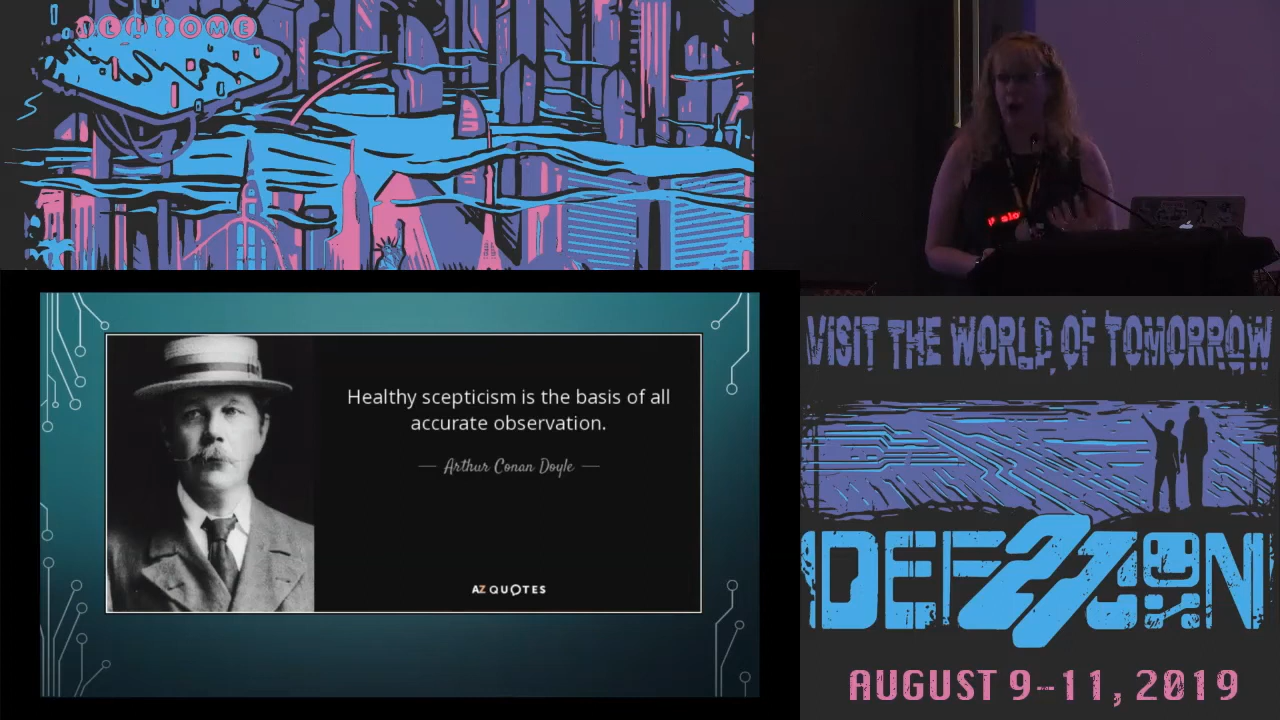 WELCOME
Healthy scepticism is the basis of all
accurate observation.
Arthur Conan Doyle
AZ QUOTES
VISIT THE WORLD OF TOMORROW
DEF 27 CON
AUGUST 9-11, 2019